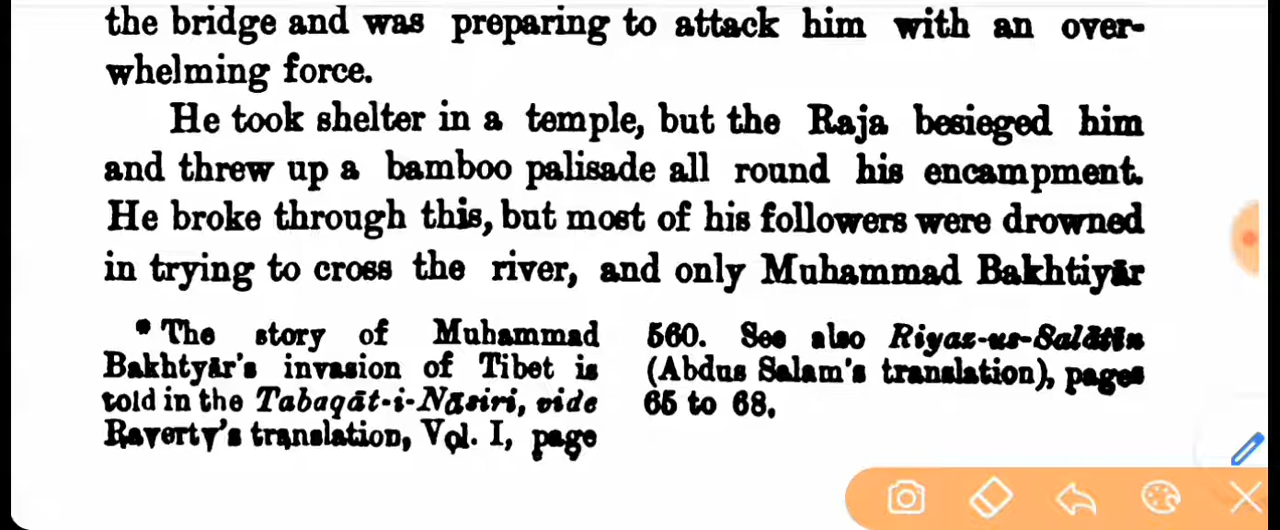 the bridge and was preparing to attack him with an over-
whelming force.
He took shelter in a temple, but the Raja besieged him
and threw up a bamboo palisade all round his encampment.
He broke through this, but most of his followers were drowned
in trying to cross the river, and only Muhammad Bakhtiyār
* The story of Muhammad
Bakhtyār's invasion of Tibet is
told in the Tabaqāt-i-Nāsiri, vide
Raverty's translation, Vol. I, page
560. See also Riyaz-us-Salātīn
(Abdus Salam's translation), pages
65 to 68.